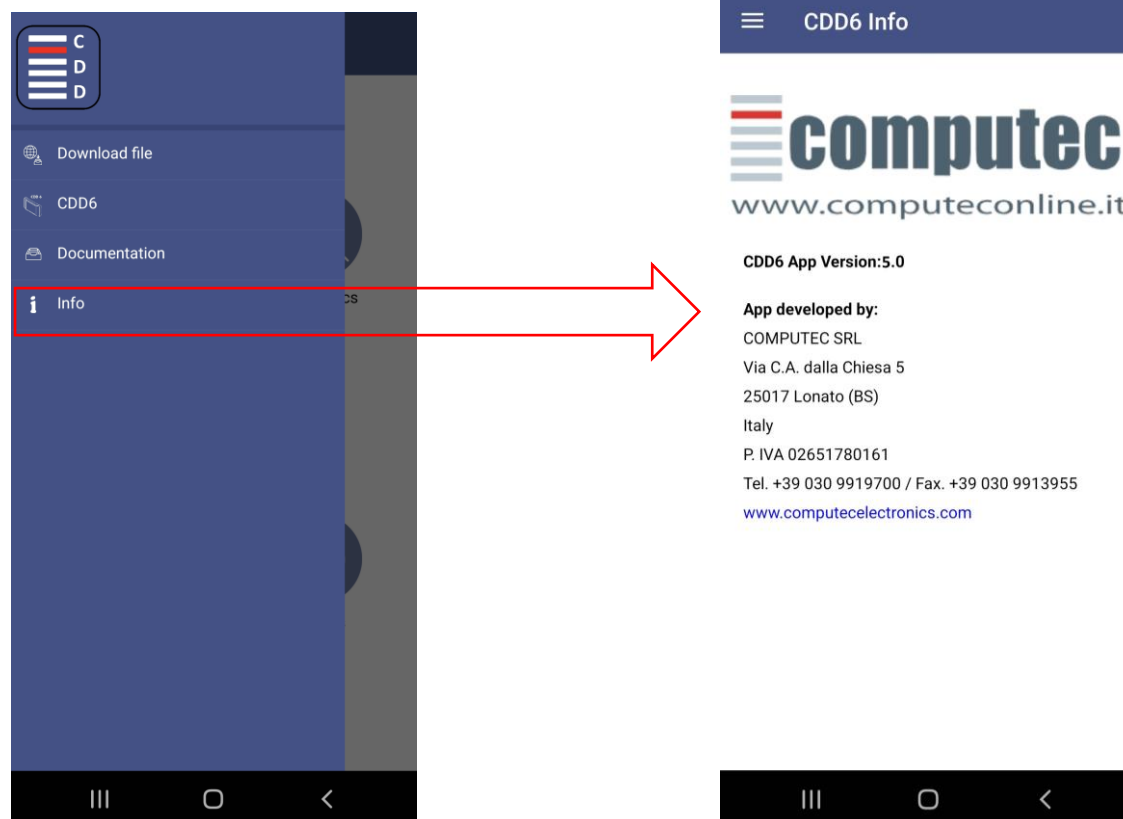 C
D
D
Download file
CDD6
Documentation
Info
cs
CDD6 Info
computec
www.computeconline.it
CDD6 App Version:5.0
App developed by:
COMPUTEC SRL
Via C.A. dalla Chiesa 5
25017 Lonato (BS)
Italy
P. IVA 02651780161
Tel. +39 030 9919700 / Fax. +39 030 9913955
www.computecelectronics.com